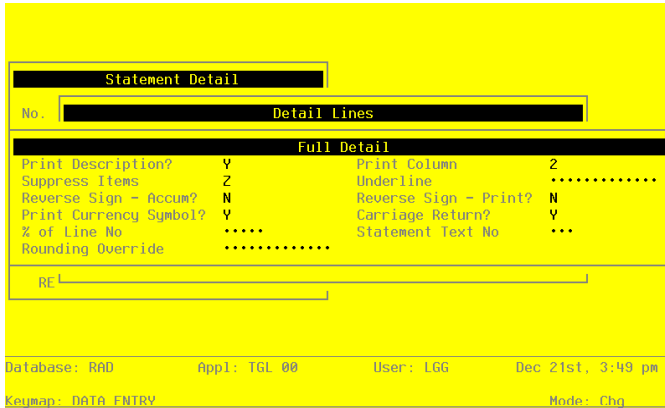 Statement Detail
No. Detail Lines
Full Detail
Print Description? Y Print Column 2
Suppress Items Z Underline .............
Reverse Sign - Accum? N Reverse Sign - Print? N
Print Currency Symbol? Y Carriage Return? Y
% of Line No ..... Statement Text No ...
Rounding Override .............
RE
Database: RAD Appl: TGL 00 User: LGG Dec 21st, 3:49 pm
Keymap: DATA ENTRY Mode: Chg